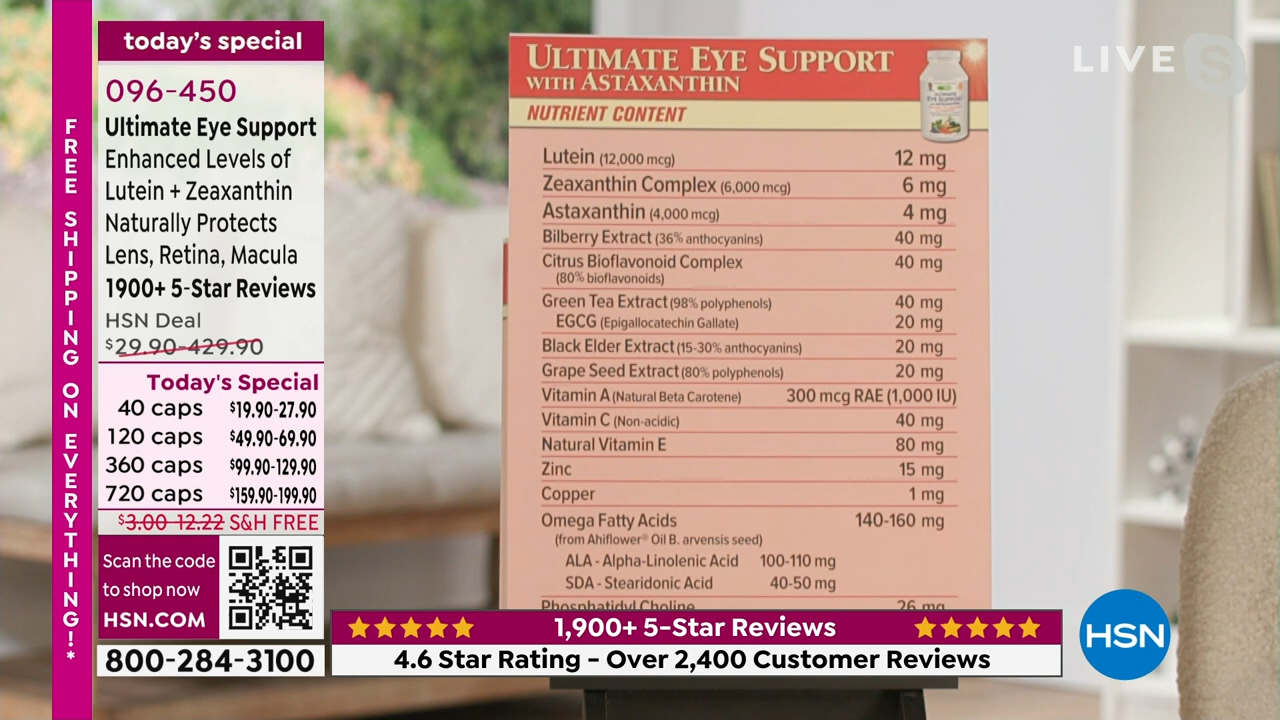 FREE SHIPPING ON EVERYTHING!*
today's special
096-450
Ultimate Eye Support
Enhanced Levels of
Lutein + Zeaxanthin
Naturally Protects
Lens, Retina, Macula
1900+ 5-Star Reviews
HSN Deal
$29.90-429.90
Today's Special
40 caps $19.90-27.90
120 caps $49.90-69.90
360 caps $99.90-129.90
720 caps $159.90-199.90
$3.00-12.22 S&H FREE
Scan the code
to shop now
HSN.COM
800-284-3100
ULTIMATE EYE SUPPORT
WITH ASTAXANTHIN
NUTRIENT CONTENT
Lutein (12,000 mcg) 12 mg
Zeaxanthin Complex (6,000 mcg) 6 mg
Astaxanthin (4,000 mcg) 4 mg
Bilberry Extract (36% anthocyanins) 40 mg
Citrus Bioflavonoid Complex 40 mg
(80% bioflavonoids)
Green Tea Extract (98% polyphenols) 40 mg
EGCG (Epigallocatechin Gallate) 20 mg
Black Elder Extract (15-30% anthocyanins) 20 mg
Grape Seed Extract (80% polyphenols) 20 mg
Vitamin A (Natural Beta Carotene) 300 mcg RAE (1,000 IU)
Vitamin C (Non-acidic) 40 mg
Natural Vitamin E 80 mg
Zinc 15 mg
Copper 1 mg
Omega Fatty Acids 140-160 mg
(from Ahiflower® Oil B. arvensis seed)
ALA - Alpha-Linolenic Acid 100-110 mg
SDA - Stearidonic Acid 40-50 mg
Phosphatidyl Choline 26 mg
LIVE S
1,900+ 5-Star Reviews
4.6 Star Rating – Over 2,400 Customer Reviews
HSN